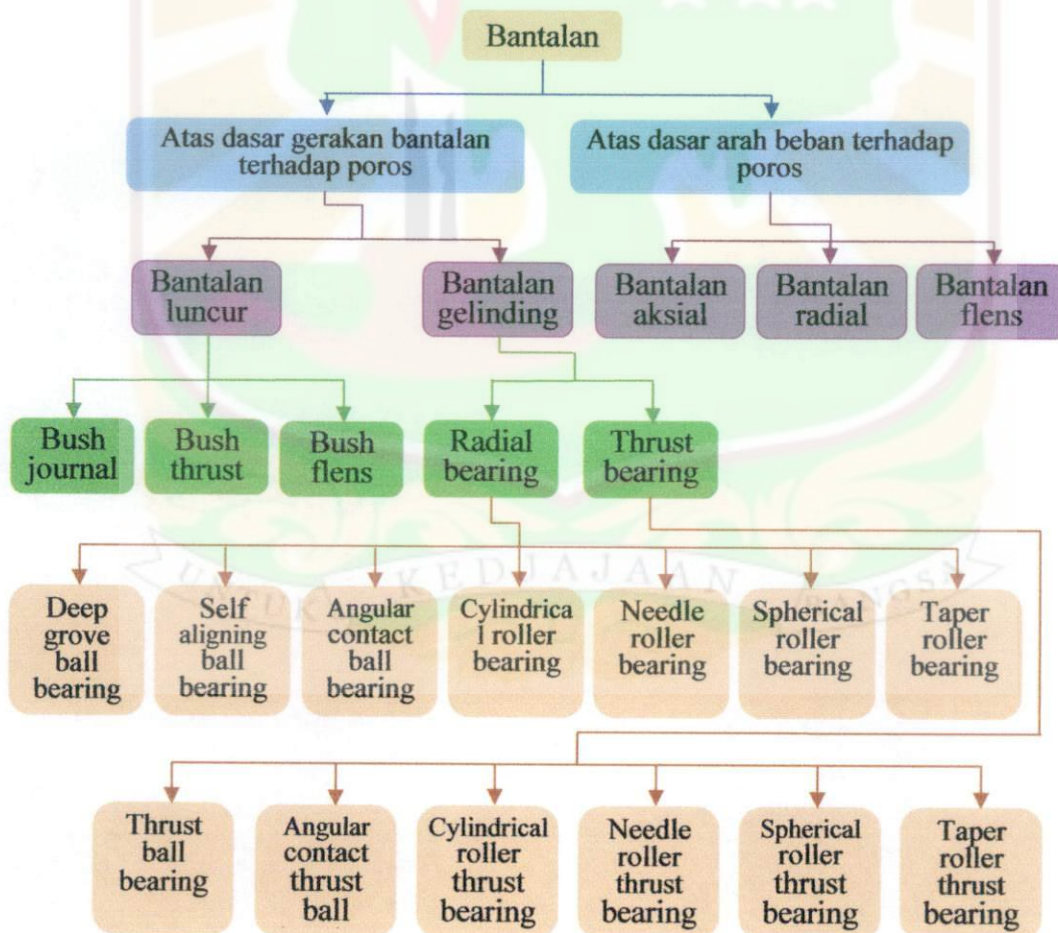 Bantalan
Atas dasar gerakan bantalan
terhadap poros
Atas dasar arah beban terhadap
poros
Bantalan
luncur
Bantalan
gelinding
Bantalan
aksial
Bantalan
radial
Bantalan
flens
Bush
journal
Bush
thrust
Bush
flens
Radial
bearing
Thrust
bearing
UNTUK KEDJAJAAN BANGSA
Deep
grove
ball
bearing
Self
aligning
ball
bearing
Angular
contact
ball
bearing
Cylindrica
l roller
bearing
Needle
roller
bearing
Spherical
roller
bearing
Taper
roller
bearing
Thrust
ball
bearing
Angular
contact
thrust
ball
Cylindrical
roller
thrust
bearing
Needle
roller
thrust
bearing
Spherical
roller
thrust
bearing
Taper
roller
thrust
bearing